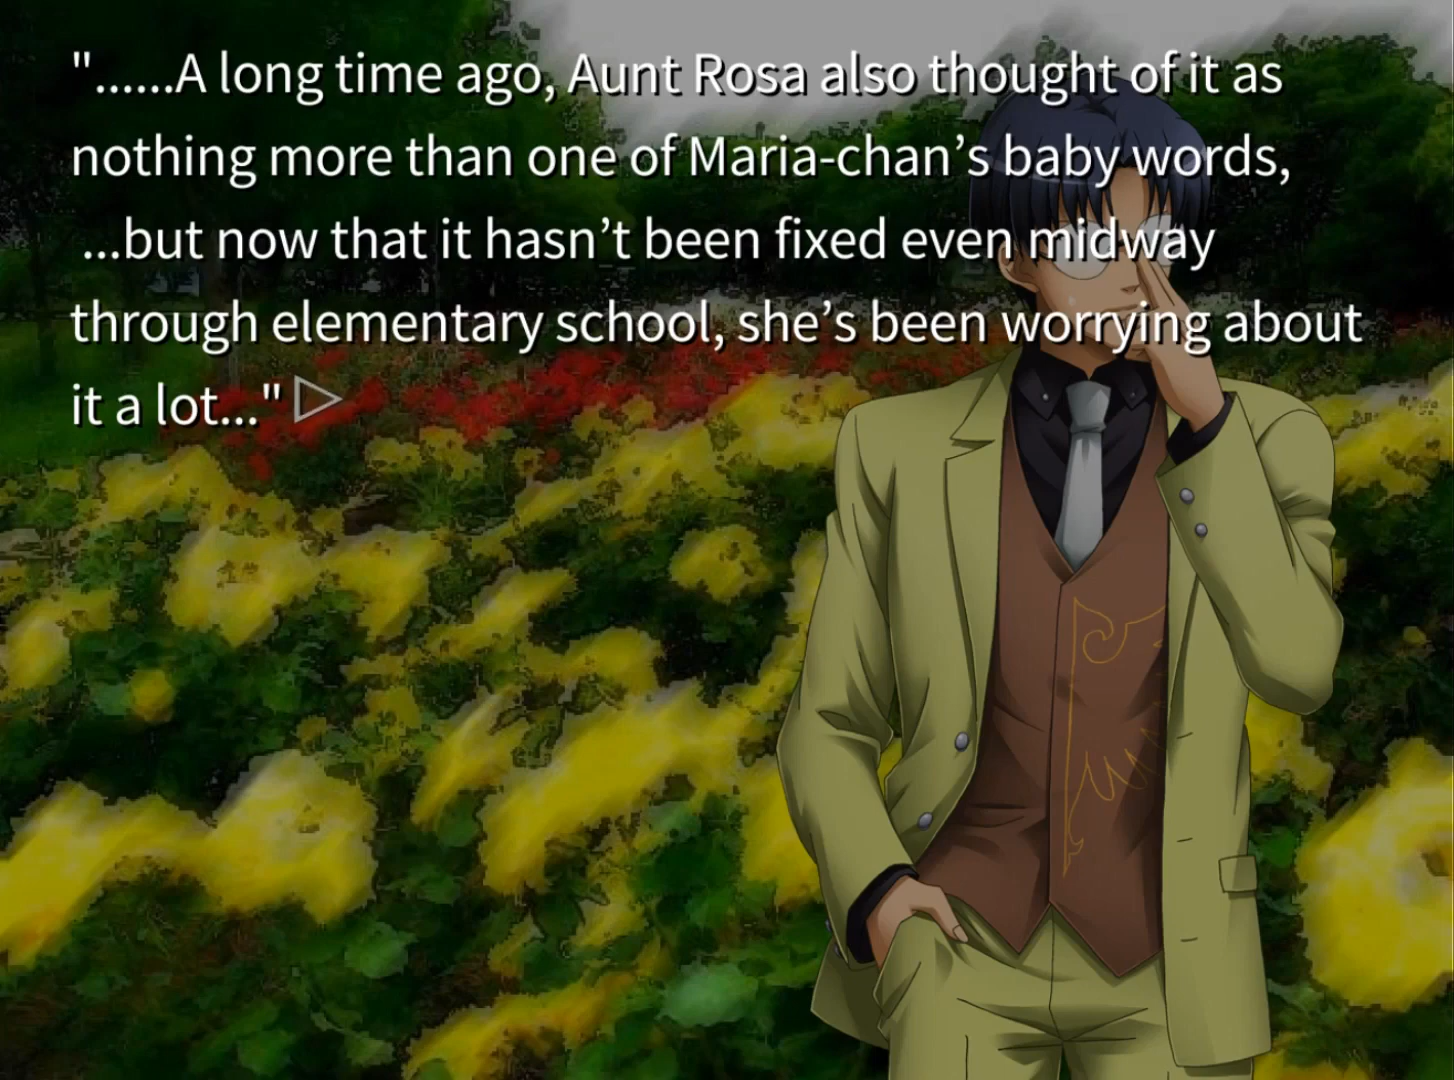 "......A long time ago, Aunt Rosa also thought of it as
nothing more than one of Maria-chan’s baby words,
...but now that it hasn’t been fixed even midway
through elementary school, she’s been worrying about
it a lot..."